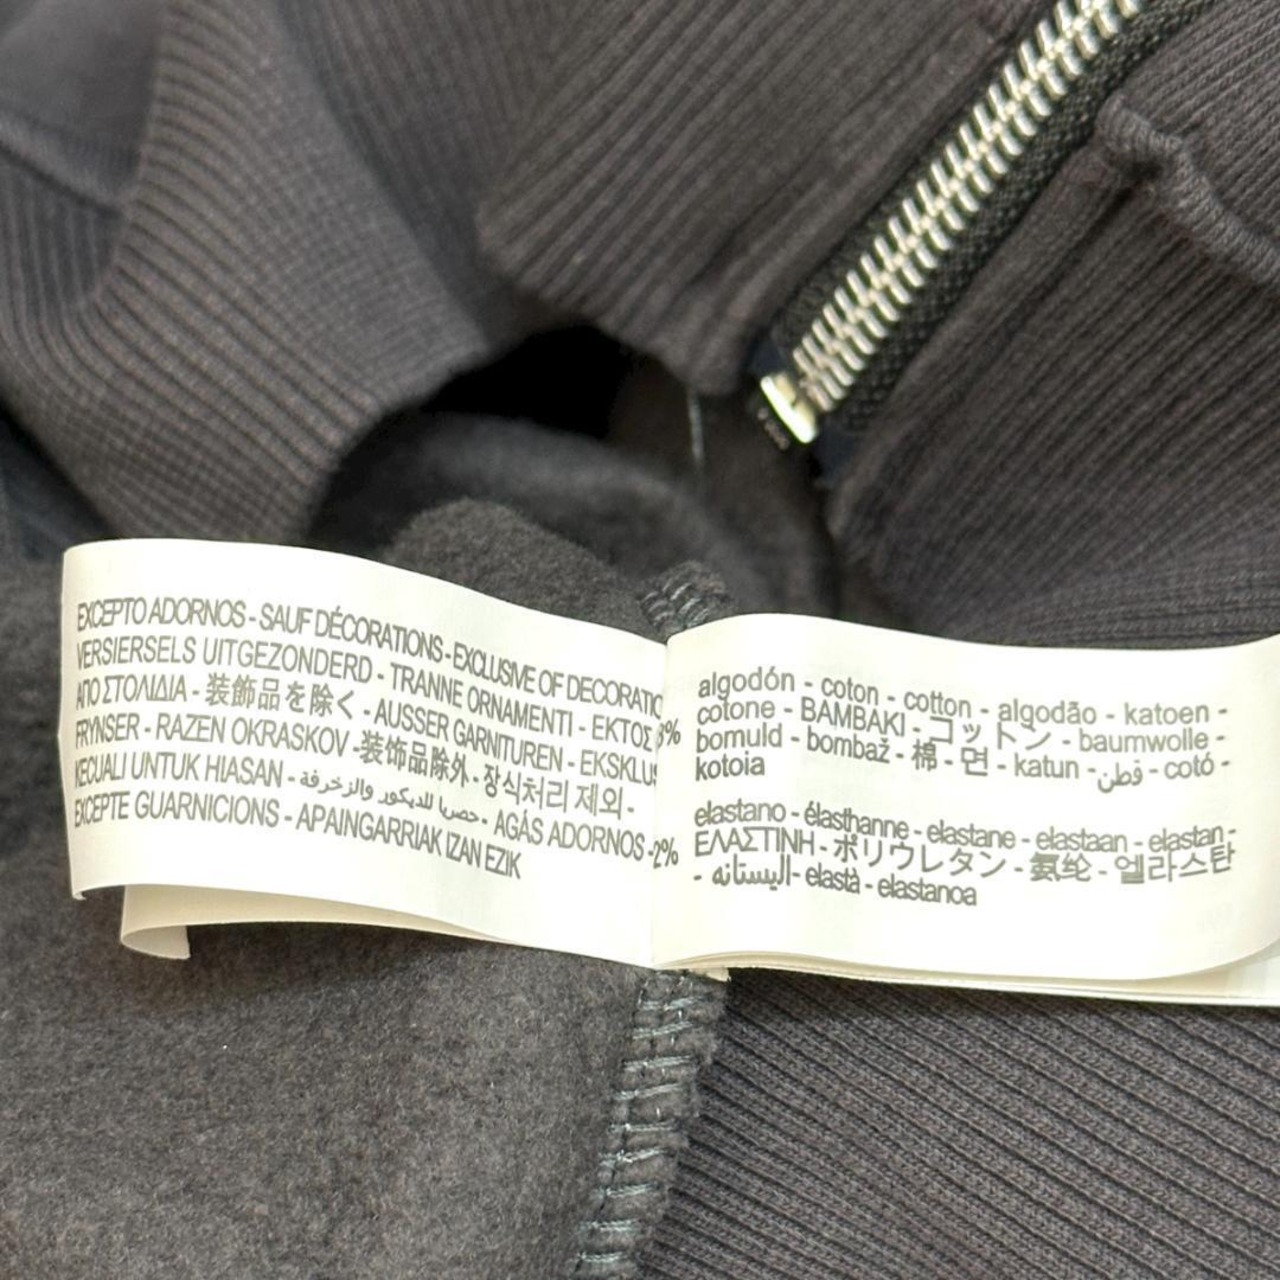 EXCEPTO ADORNOS - SAUF DÉCORATIONS - EXCLUSIVE OF DECORATIO
VERSIERSELS UITGEZONDERD - TRANNE ORNAMENTI - ΕΚΤΟΣ
ΑΠΟ ΣΤΟΛΙΔΙΑ - 装飾品を除く - AUSSER GARNITUREN - EKSKLUS
FRYNSER - RAZEN OKRASKOV - 装饰品除外 - 장식처리 제외 -
KECUALI UNTUK HIASAN - حصريا للديكور والزخرفة - AGÁS ADORNOS -
EXCEPTE GUARNICIONS - APAINGARRIAK IZAN EZIK
8% algodón - coton - cotton - algodão - katoen -
cotone - BAMBAKI - コットン - baumwolle -
bomuld - bombaž - 棉 - 면 - katun - قطن - cotó -
kotoia
2% elastano - élasthanne - elastane - elastaan - elastan -
ΕΛΑΣΤΙΝΗ - ポリウレタン - 氨纶 - 엘라스탄
- اليستانه - elastà - elastanoa